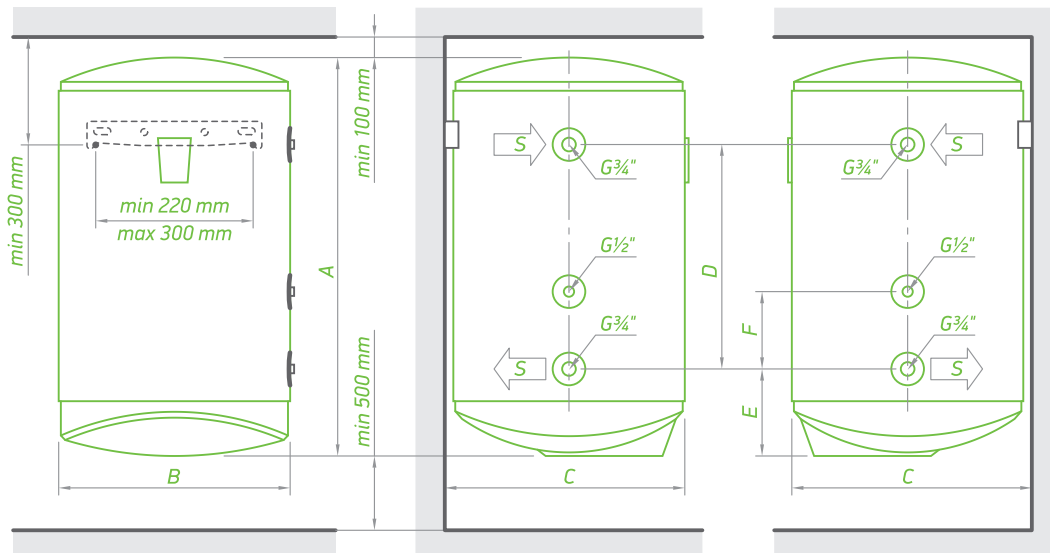 min 300 mm
min 220 mm
max 300 mm
B
A
min 100 mm
min 500 mm
S
G¾"
G½"
G¾"
S
C
D
S
G¾"
G½"
F
G¾"
S
E
C